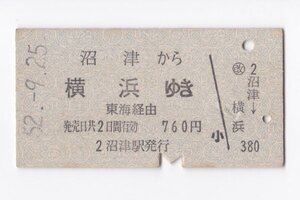 52.-9.25
沼津から
横浜ゆき
東海経由
発売日共2日間有効 760円
2 沼津駅発行
小
2
沼津→横浜
380